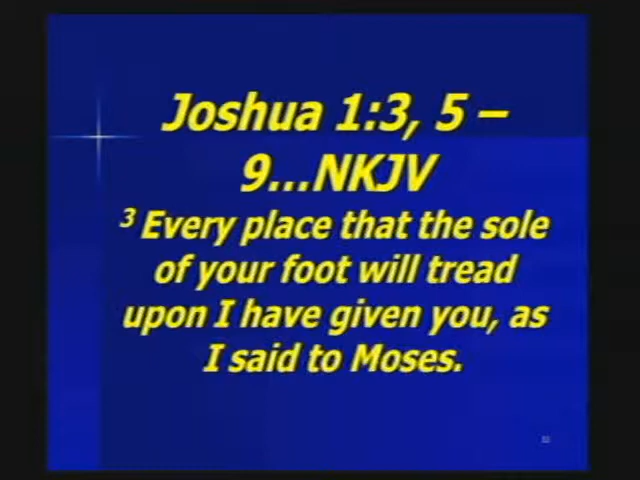 Joshua 1:3, 5 –
9...NKJV
3 Every place that the sole
of your foot will tread
upon I have given you, as
I said to Moses.